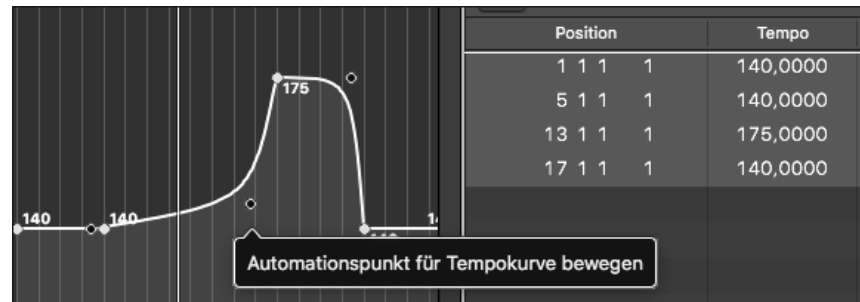 Position Tempo
1 1 1 1 140,0000
5 1 1 1 140,0000
13 1 1 1 175,0000
17 1 1 1 140,0000
175
140 140
Automationspunkt für Tempokurve bewegen